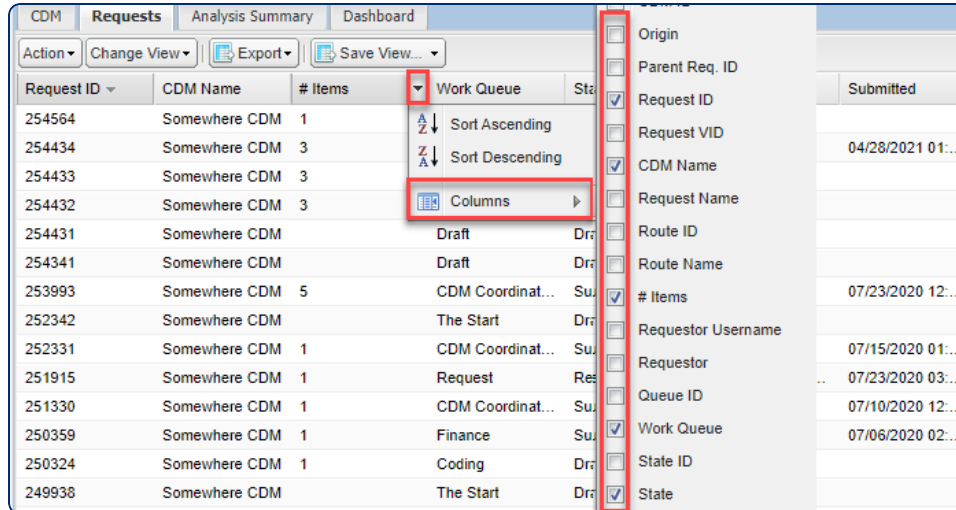 CDM Requests Analysis Summary Dashboard
Action Change View Export Save View...
Request ID CDM Name # Items Work Queue Submitted
254564 Somewhere CDM 1
254434 Somewhere CDM 3 04/28/2021 01:..
254433 Somewhere CDM 3
254432 Somewhere CDM 3
254431 Somewhere CDM Draft
254341 Somewhere CDM Draft
253993 Somewhere CDM 5 CDM Coordinat... 07/23/2020 12:..
252342 Somewhere CDM The Start
252331 Somewhere CDM 1 CDM Coordinat... 07/15/2020 01:..
251915 Somewhere CDM 1 Request .. 07/23/2020 03:..
251330 Somewhere CDM 1 CDM Coordinat... 07/10/2020 12:..
250359 Somewhere CDM 1 Finance 07/06/2020 02:..
250324 Somewhere CDM 1 Coding
249938 Somewhere CDM The Start
Sort Ascending
Sort Descending
Columns
Origin
Parent Req. ID
Request ID
Request VID
CDM Name
Request Name
Route ID
Route Name
# Items
Requestor Username
Requestor
Queue ID
Work Queue
State ID
State